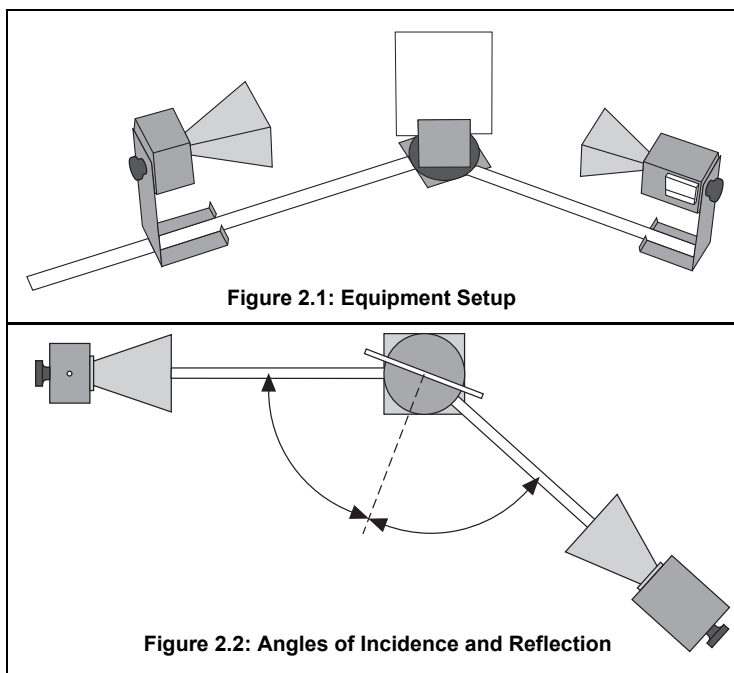 Figure 2.1: Equipment Setup
Figure 2.2: Angles of Incidence and Reflection